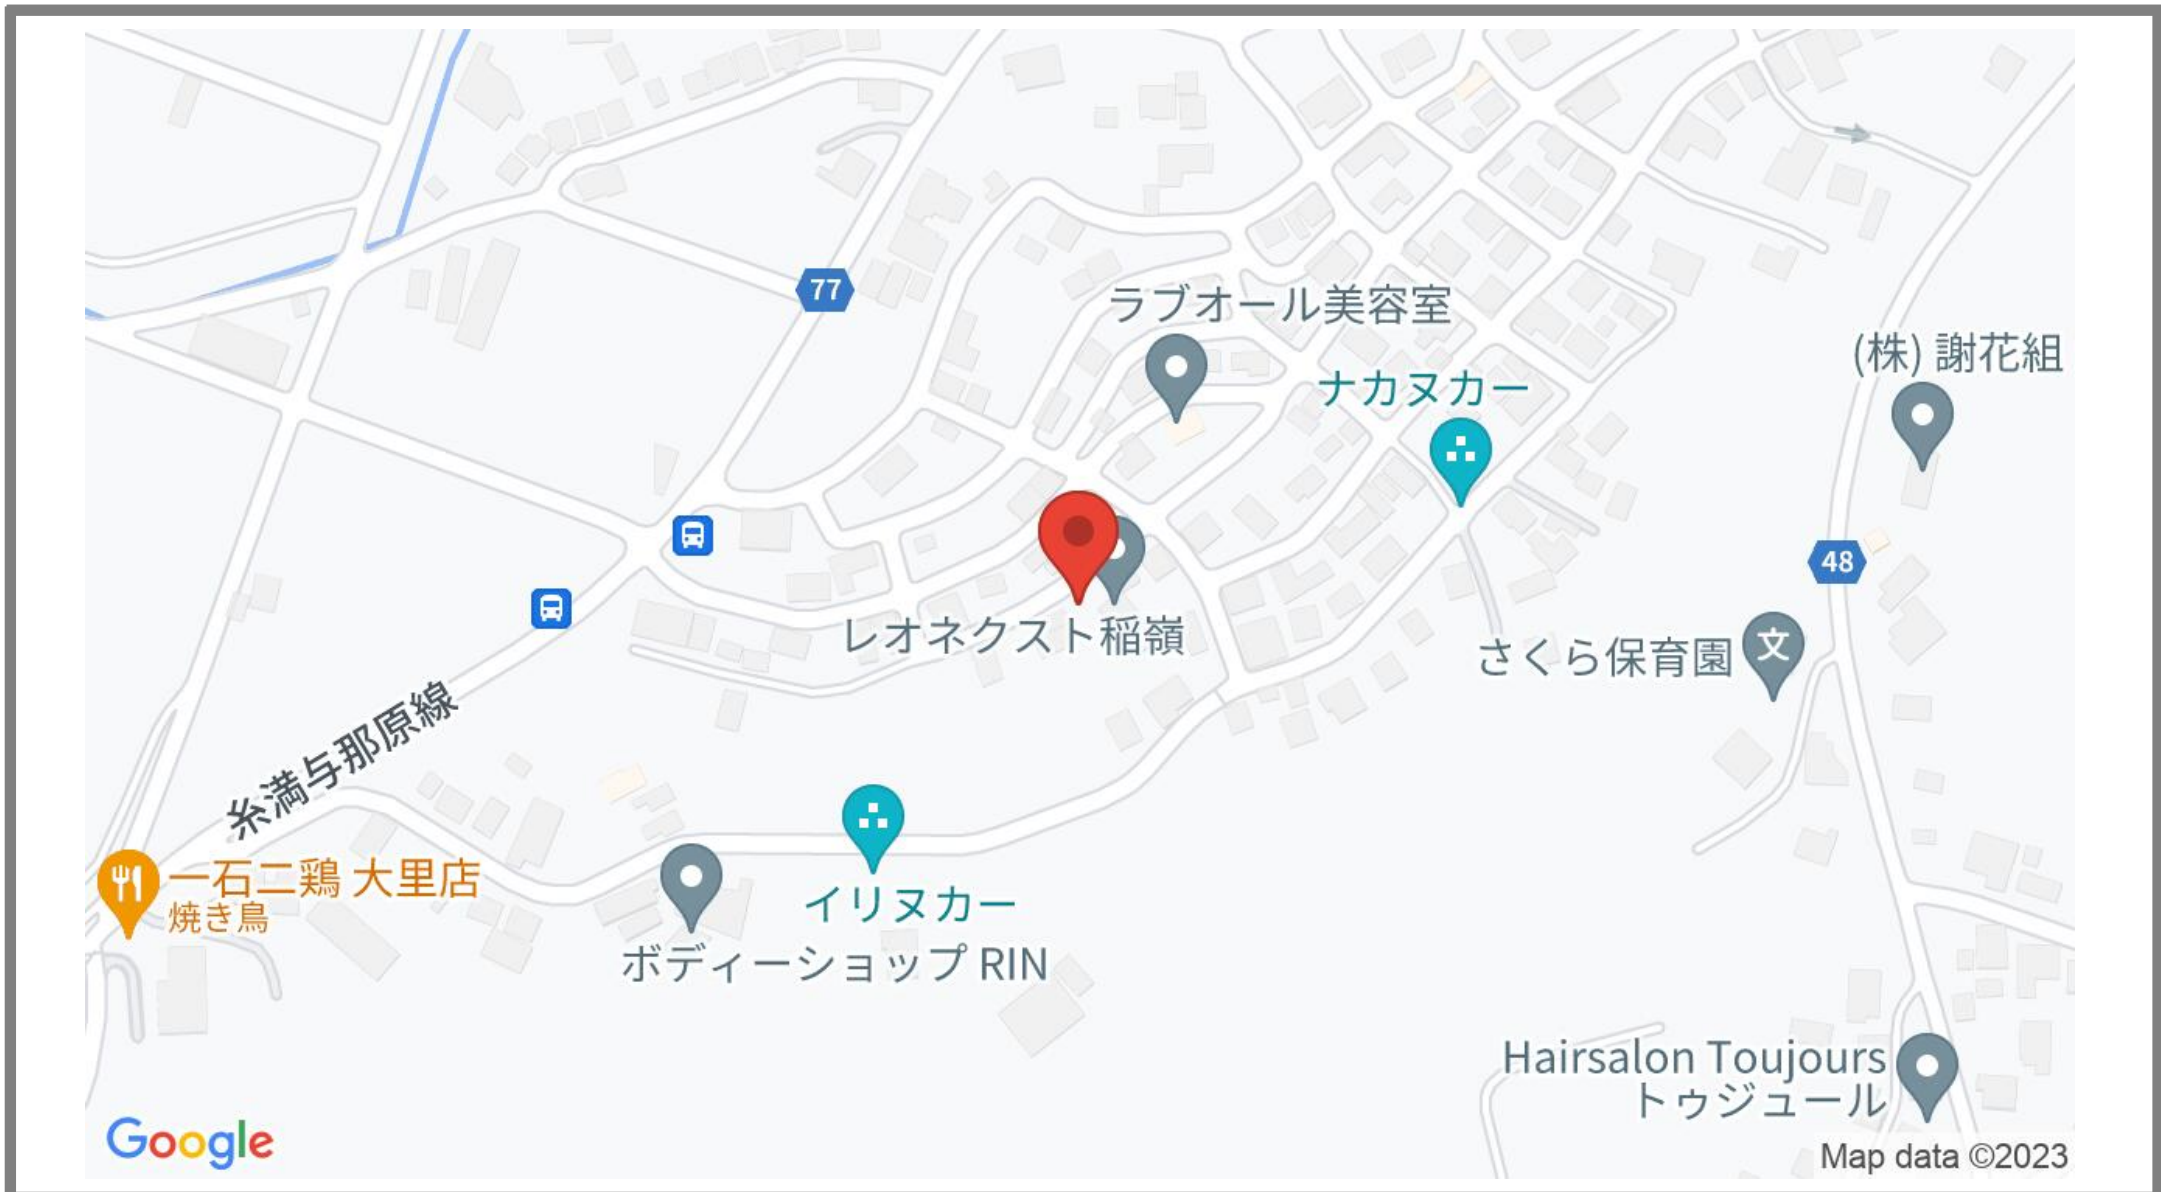 77
ラブオール美容室
(株) 謝花組
ナカヌカー
48
レオネクスト稲嶺
さくら保育園
文
糸満与那原線
一石二鶏 大里店
焼き鳥
イリヌカー
ボディーショップ RIN
Hairsalon Toujours
トゥジュール
Google
Map data ©2023